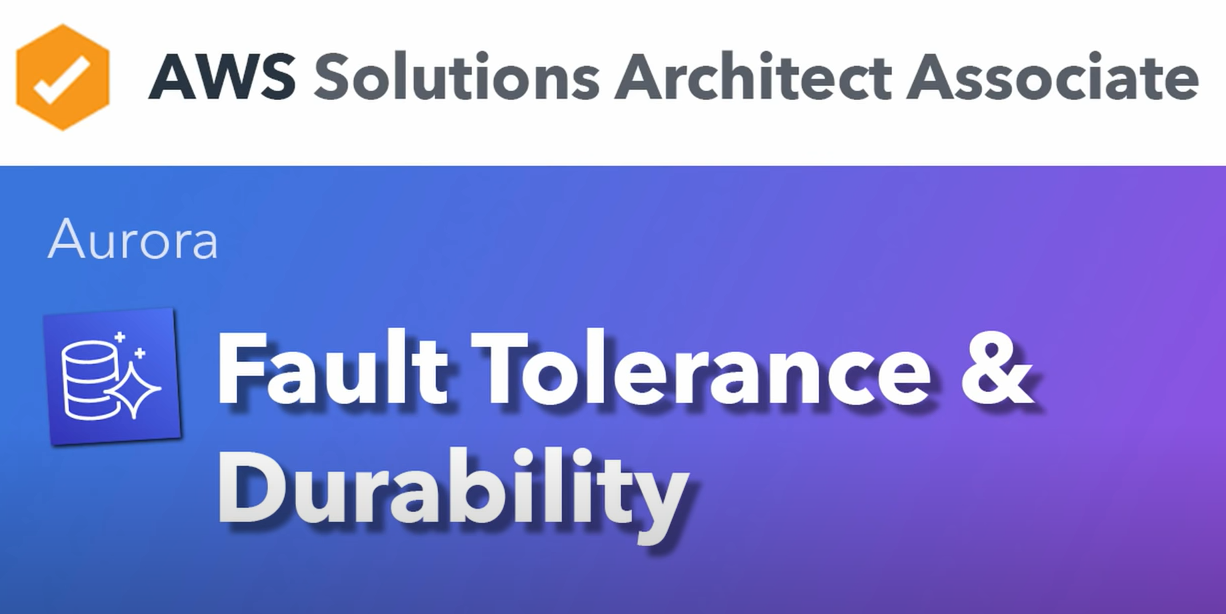 AWS Solutions Architect Associate
Aurora
Fault Tolerance &
Durability